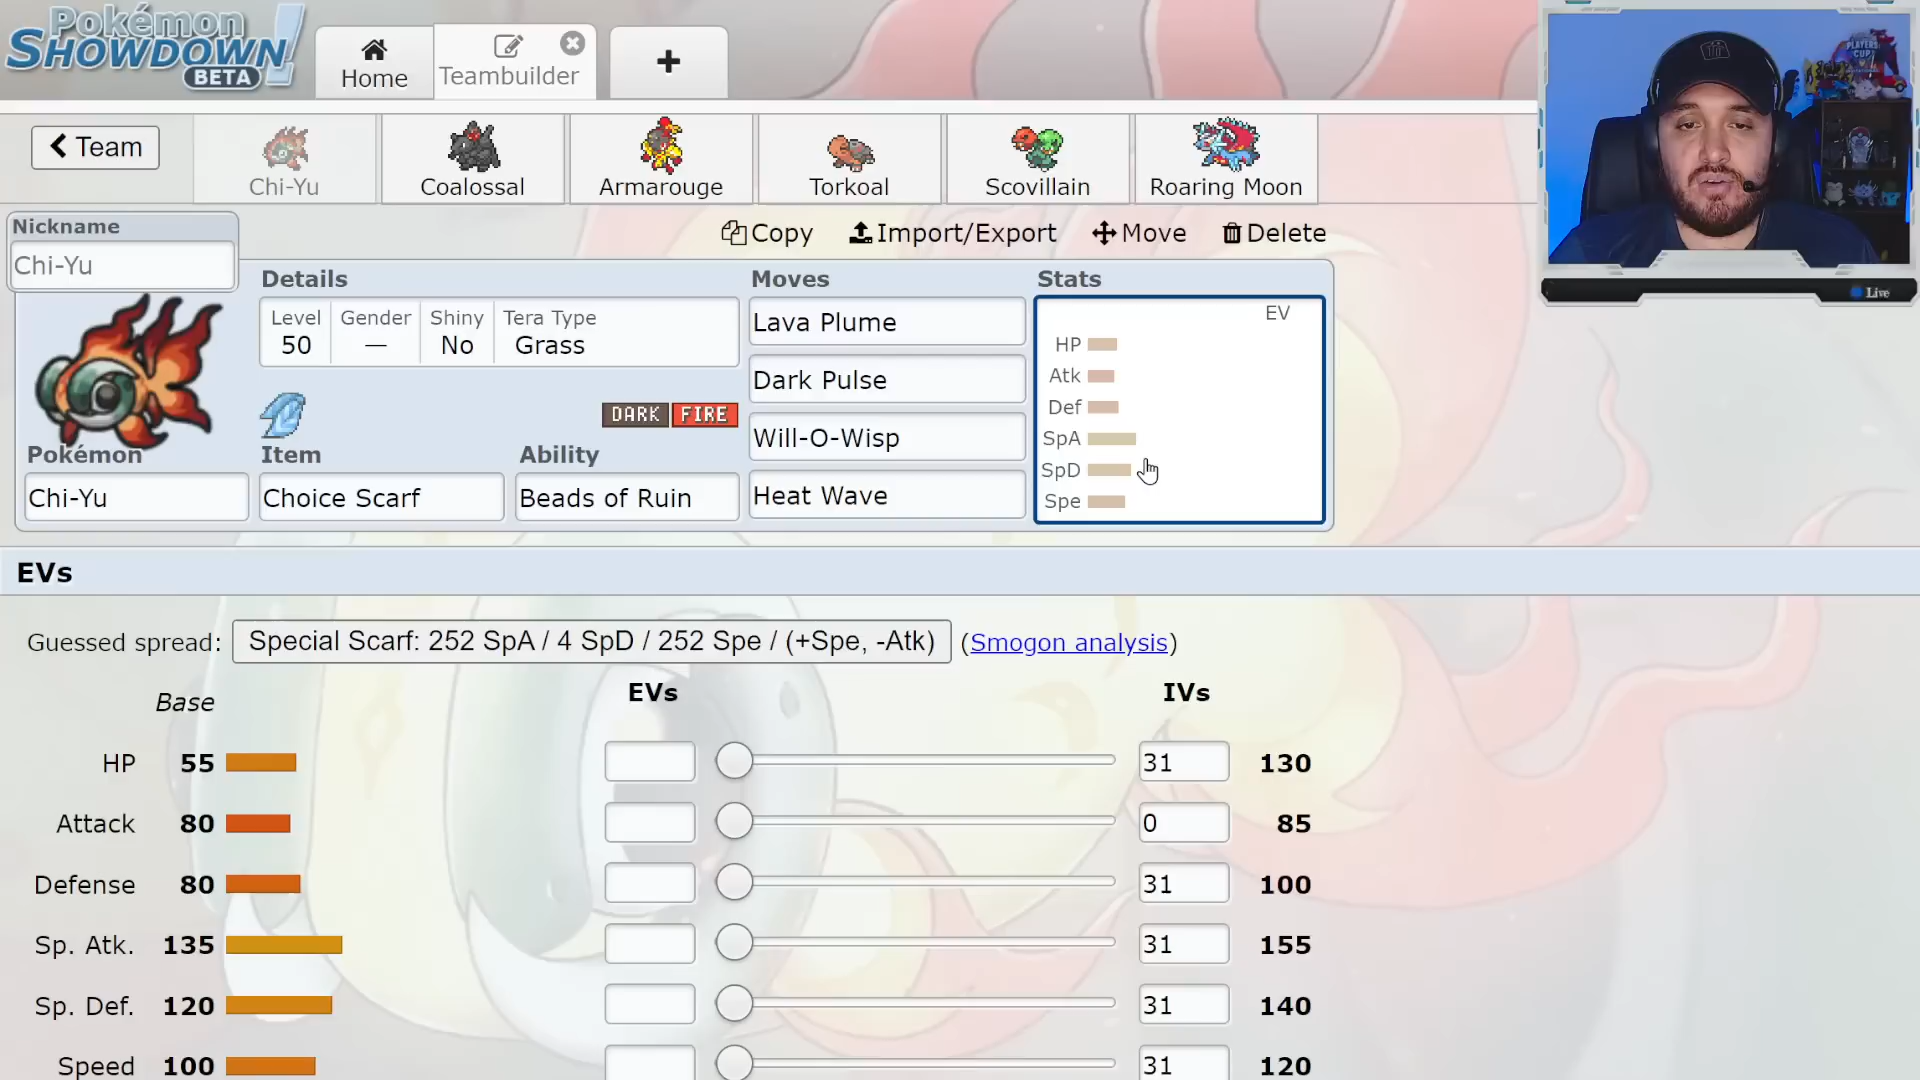 Pokémon
SHOWDOWN!
BETA
Home
Teambuilder
+
PLAYERS CUP
Team
Chi-Yu
Coalossal
Armarouge
Torkoal
Scovillain
Roaring Moon
Nickname
Chi-Yu
Copy
Import/Export
Move
Delete
Live
Details
Moves
Stats
Level
50
Gender
—
Shiny
No
Tera Type
Grass
DARK
FIRE
Pokémon
Chi-Yu
Item
Choice Scarf
Ability
Beads of Ruin
Lava Plume
Dark Pulse
Will-O-Wisp
Heat Wave
EV
HP
Atk
Def
SpA
SpD
Spe
EVs
Guessed spread: Special Scarf: 252 SpA / 4 SpD / 252 Spe / (+Spe, -Atk) (Smogon analysis)
Base EVs IVs
HP 55 31 130
Attack 80 0 85
Defense 80 31 100
Sp. Atk. 135 31 155
Sp. Def. 120 31 140
Speed 100 31 120